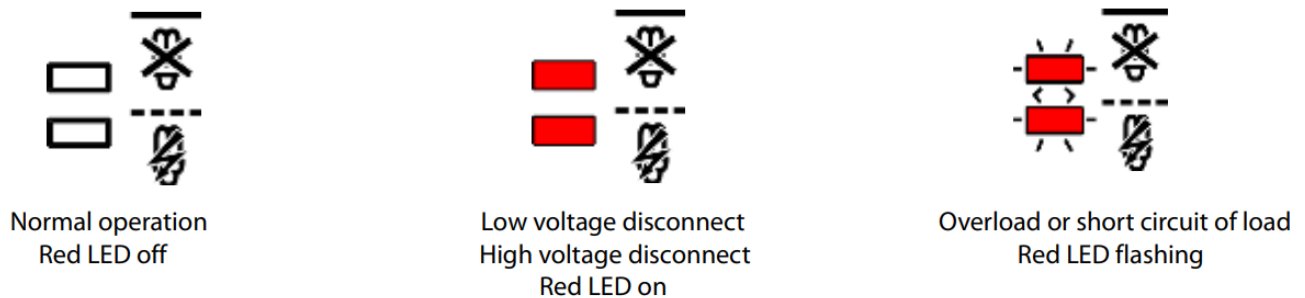 Normal operation
Red LED off
Low voltage disconnect
High voltage disconnect
Red LED on
Overload or short circuit of load
Red LED flashing